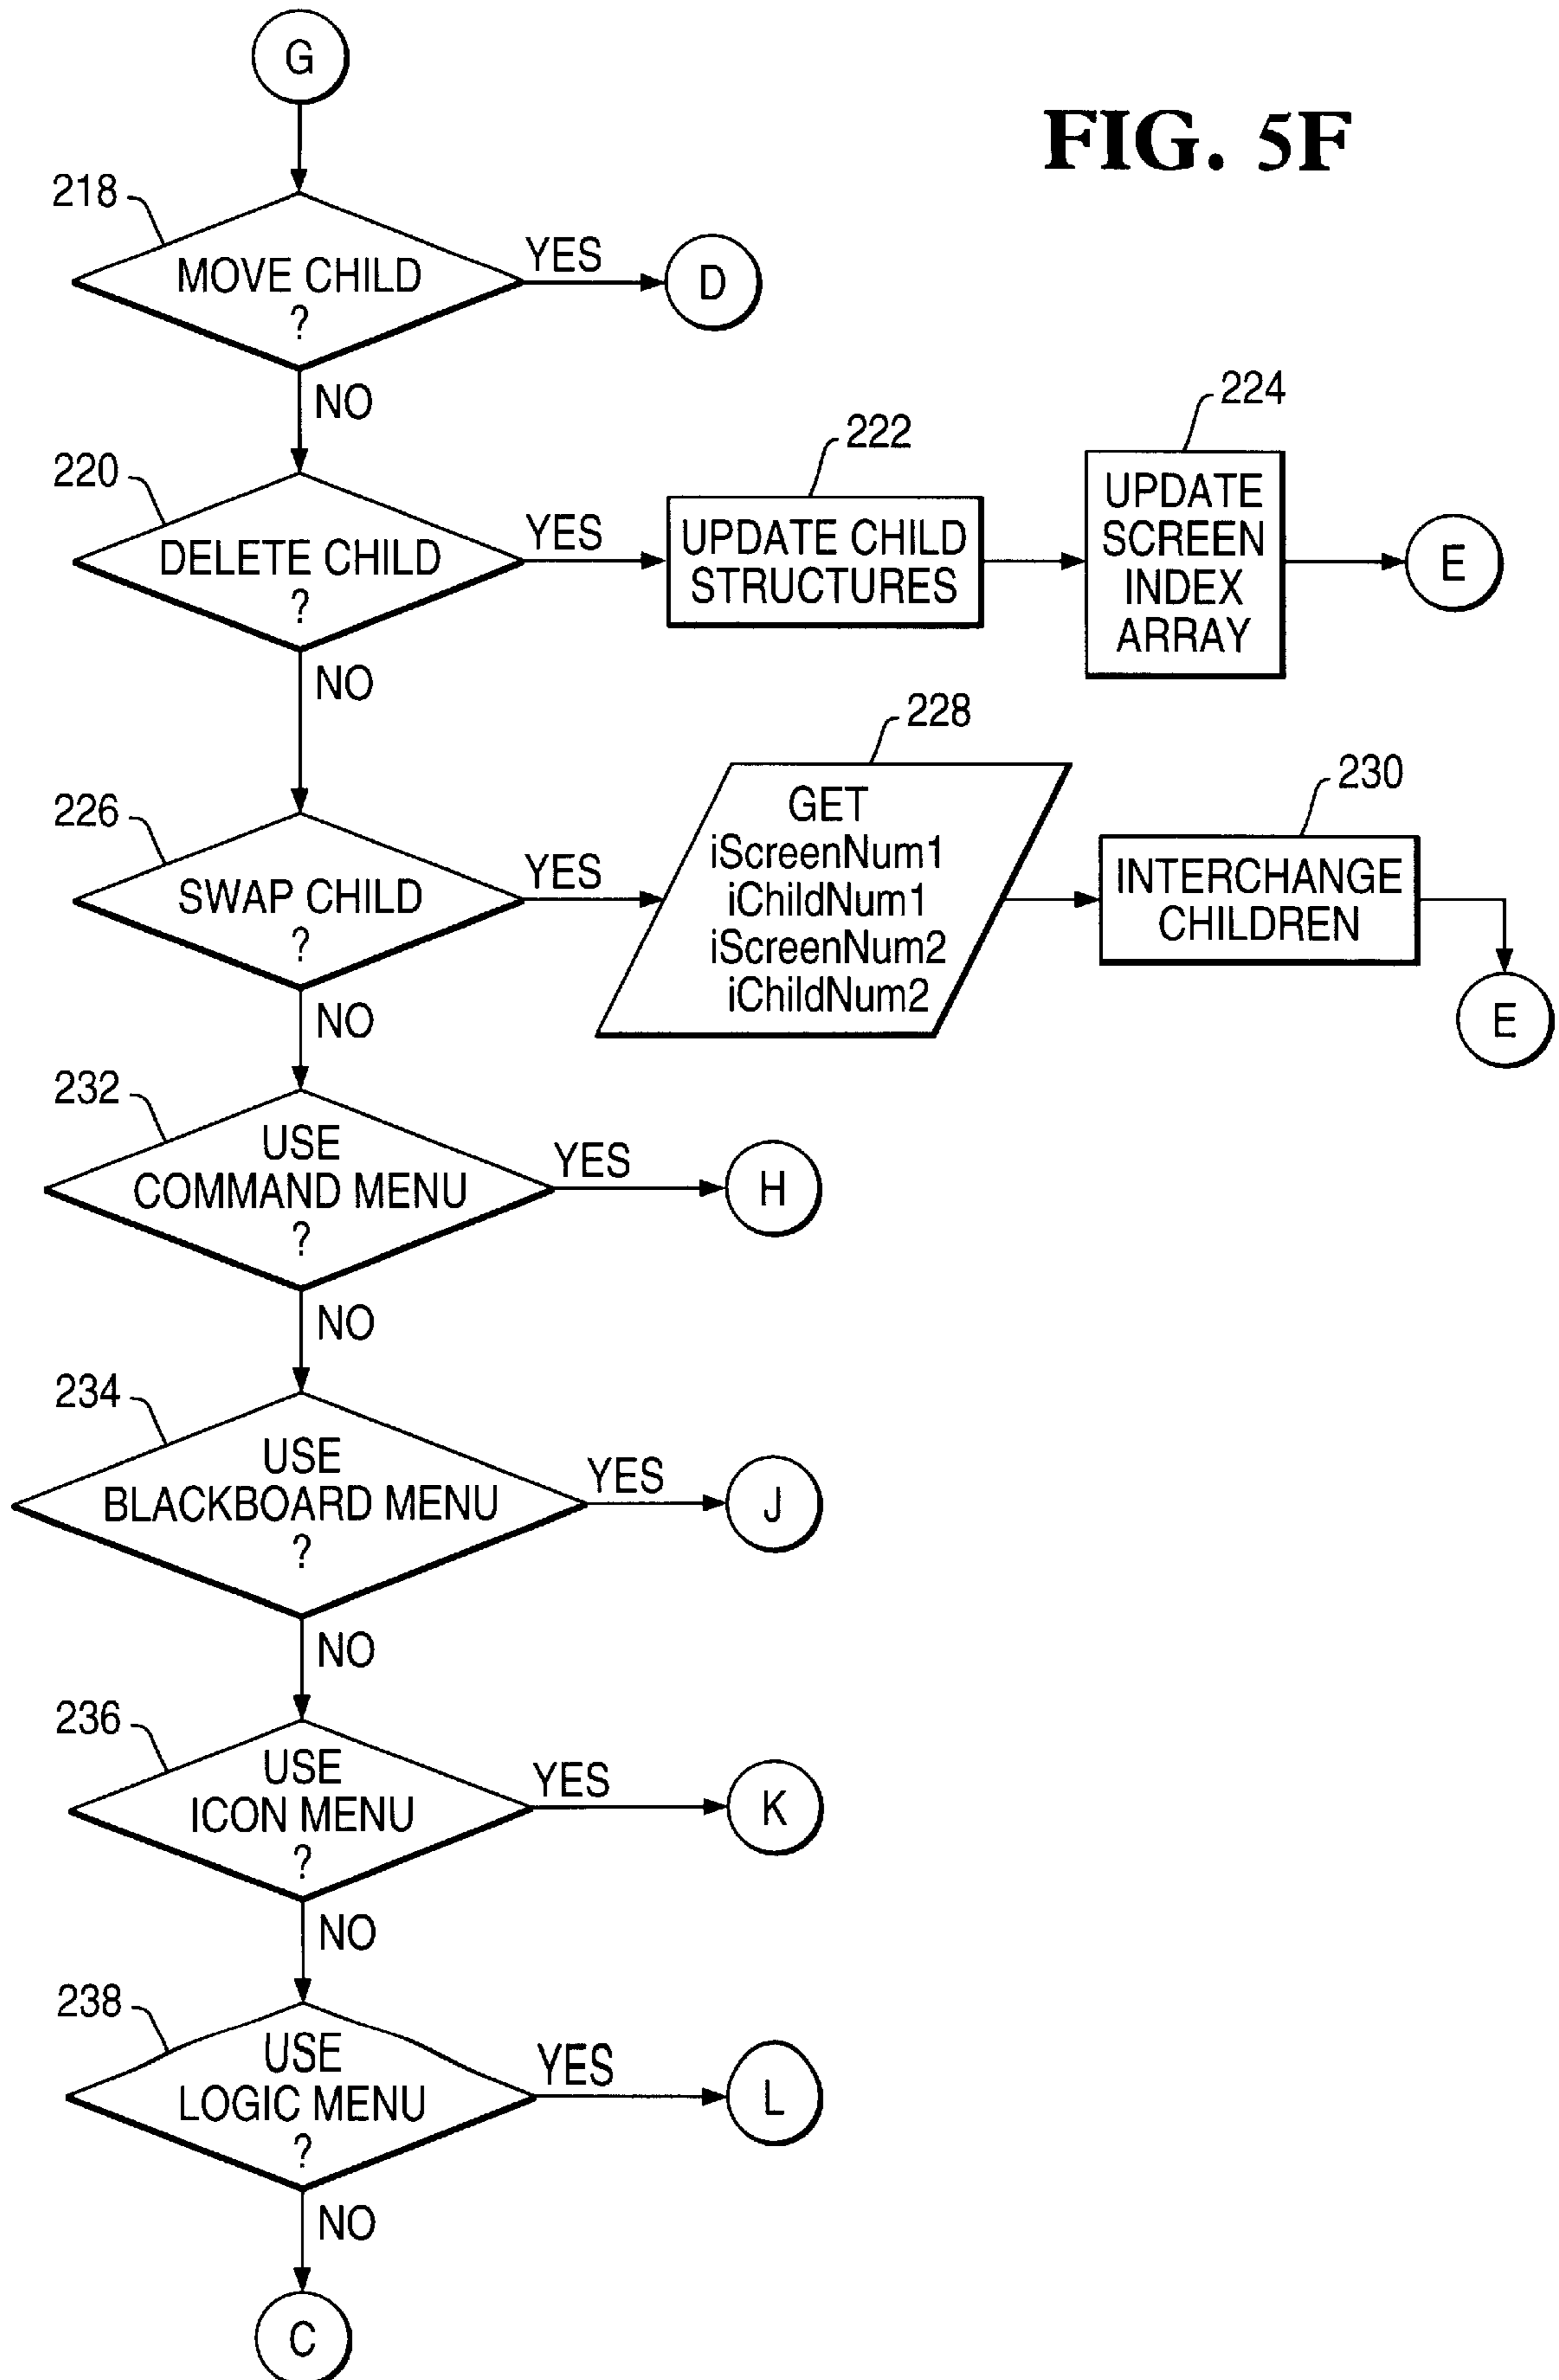 G
FIG. 5F
218
MOVE CHILD
?
YES
D
NO
220
DELETE CHILD
?
YES
222
UPDATE CHILD
STRUCTURES
224
UPDATE
SCREEN
INDEX
ARRAY
E
NO
226
SWAP CHILD
?
YES
228
GET
iScreenNum1
iChildNum1
iScreenNum2
iChildNum2
230
INTERCHANGE
CHILDREN
E
NO
232
USE
COMMAND MENU
?
YES
H
NO
234
USE
BLACKBOARD MENU
?
YES
J
NO
236
USE
ICON MENU
?
YES
K
NO
238
USE
LOGIC MENU
?
YES
L
NO
C